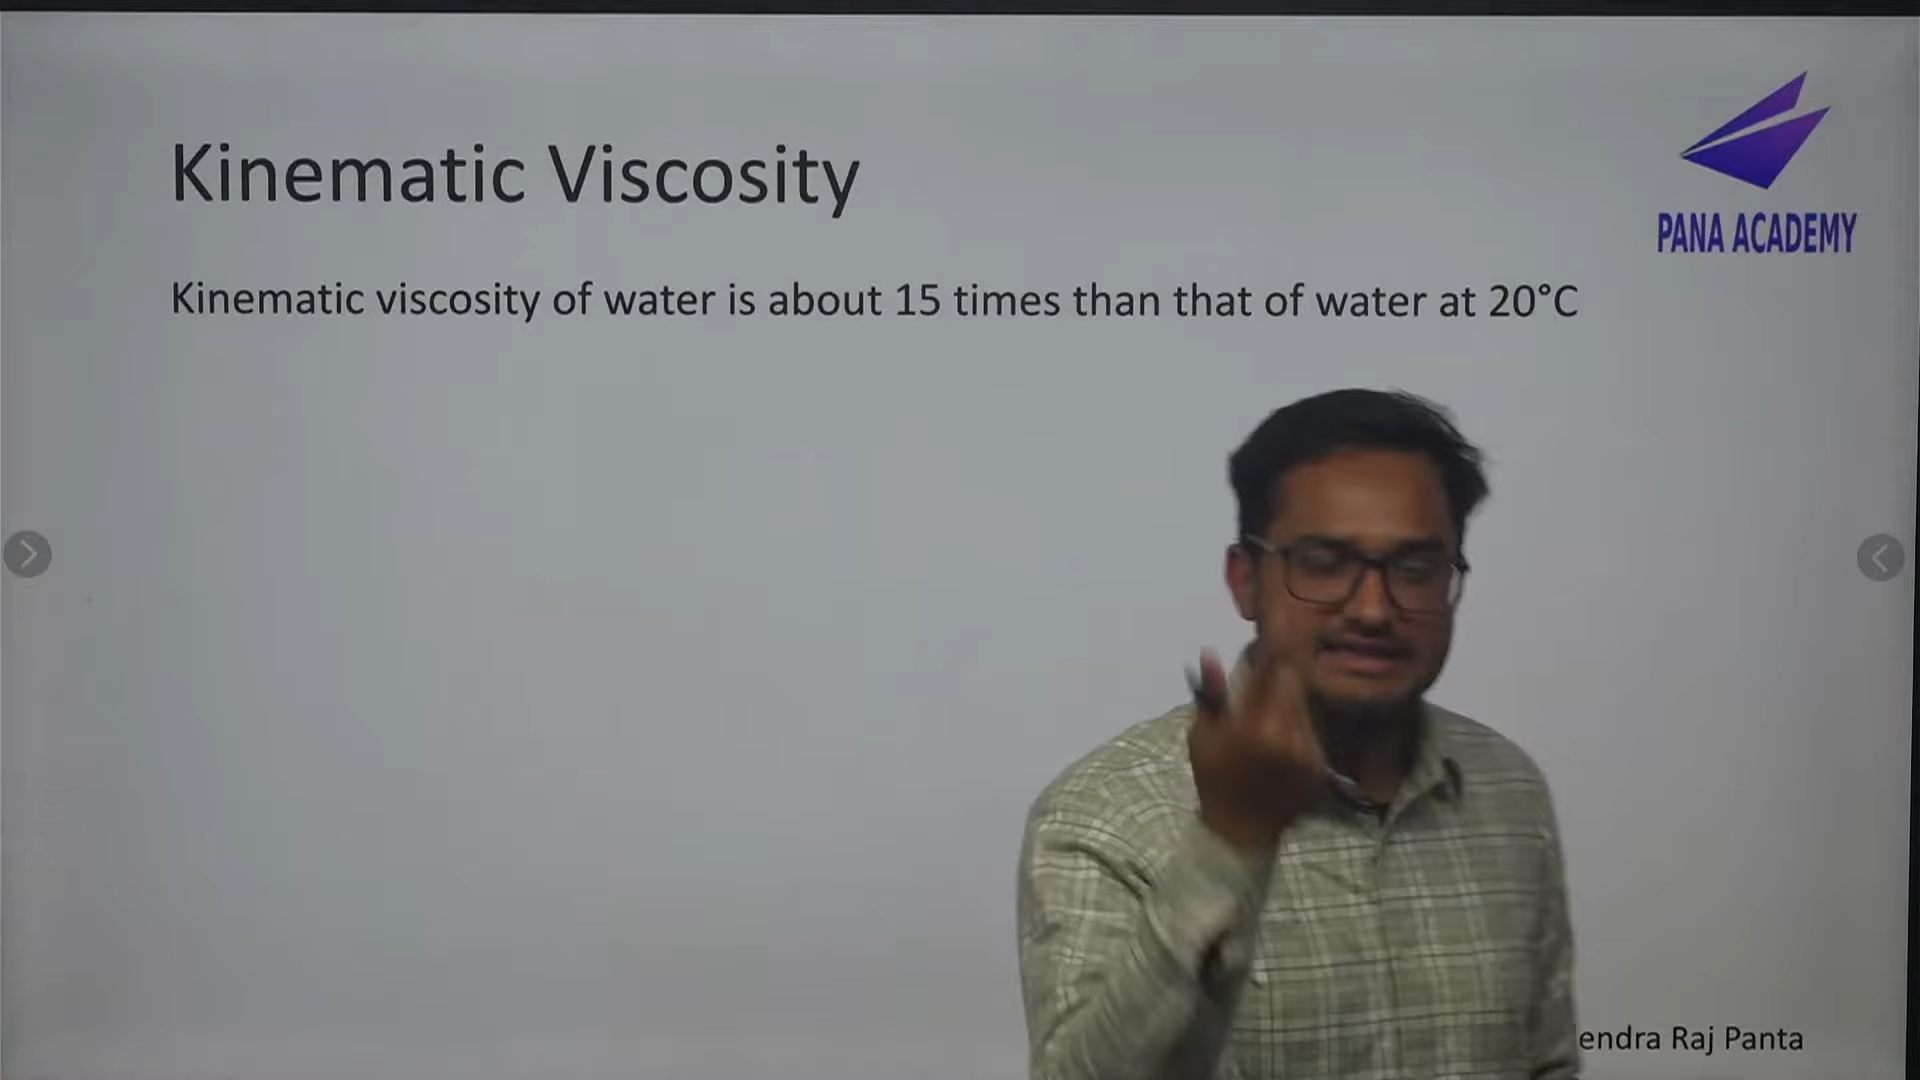 Kinematic Viscosity
PANA ACADEMY
Kinematic viscosity of water is about 15 times than that of water at 20°C
Raj Panta